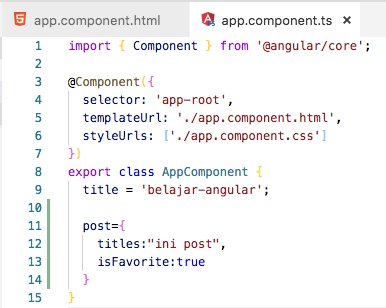 app.component.html
app.component.ts ×
1 import { Component } from '@angular/core';
2
3 @Component({
4 selector: 'app-root',
5 templateUrl: './app.component.html',
6 styleUrls: ['./app.component.css']
7 })
8 export class AppComponent {
9 title = 'belajar-angular';
10
11 post={
12 titles:"ini post",
13 isFavorite:true
14 }
15 }